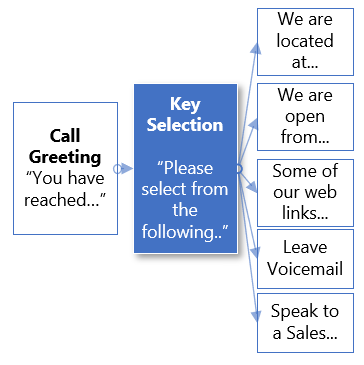 Call
Greeting
“You have
reached...”
Key
Selection
“Please
select from
the
following..”
We are
located
at...
We are
open
from...
Some of
our web
links...
Leave
Voicemail
Speak to
a Sales...